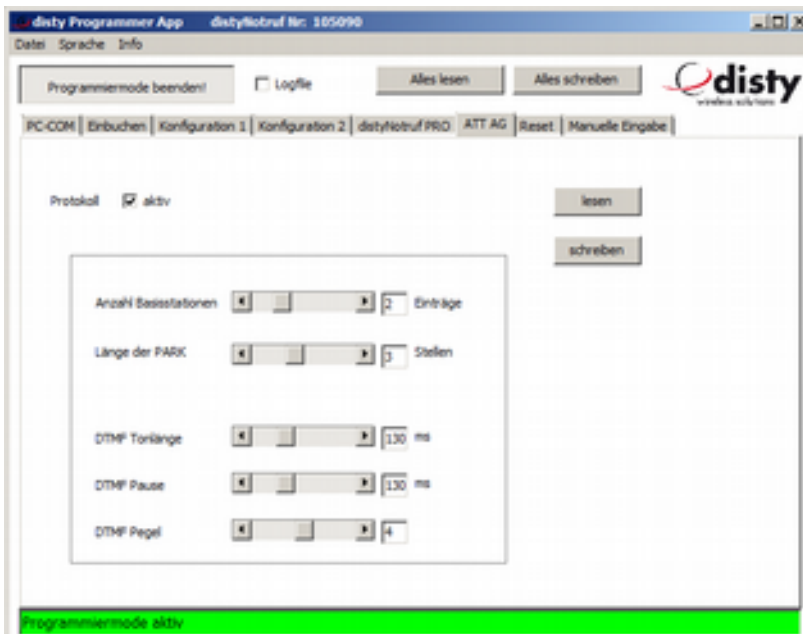 disty Programmer App distyNotruf Nr: 105090
Datei Sprache Info
Programmiermode beenden! Logfile Alles lesen Alles schreiben disty
wireless solutions
PC-COM Einbuchen Konfiguration 1 Konfiguration 2 distyNotruf PRO ATT AG Reset Manuelle Eingabe
Protokoll aktiv lesen
schreiben
Anzahl Basisstationen 2 Einträge
Länge der PARK 3 Stellen
DTMF Tonlänge 130 ms
DTMF Pause 130 ms
DTMF Pegel 4
Programmiermode aktiv